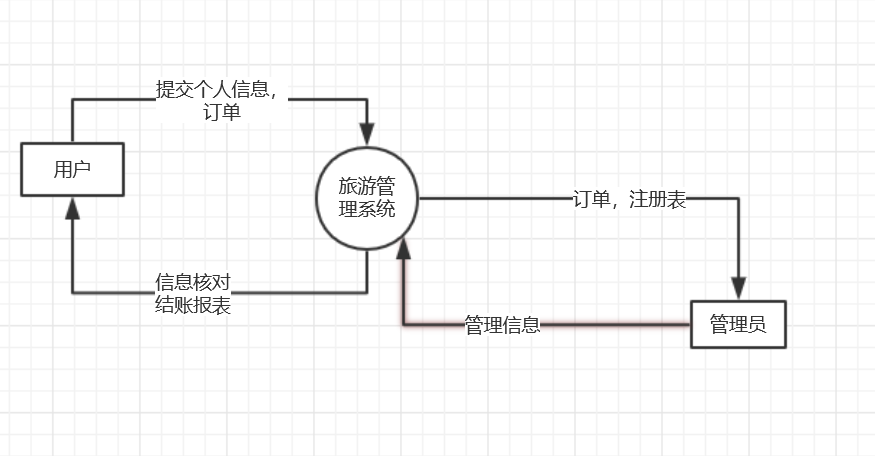 提交个人信息，
订单
用户
旅游管
理系统
订单，注册表
信息核对
结账报表
管理信息
管理员